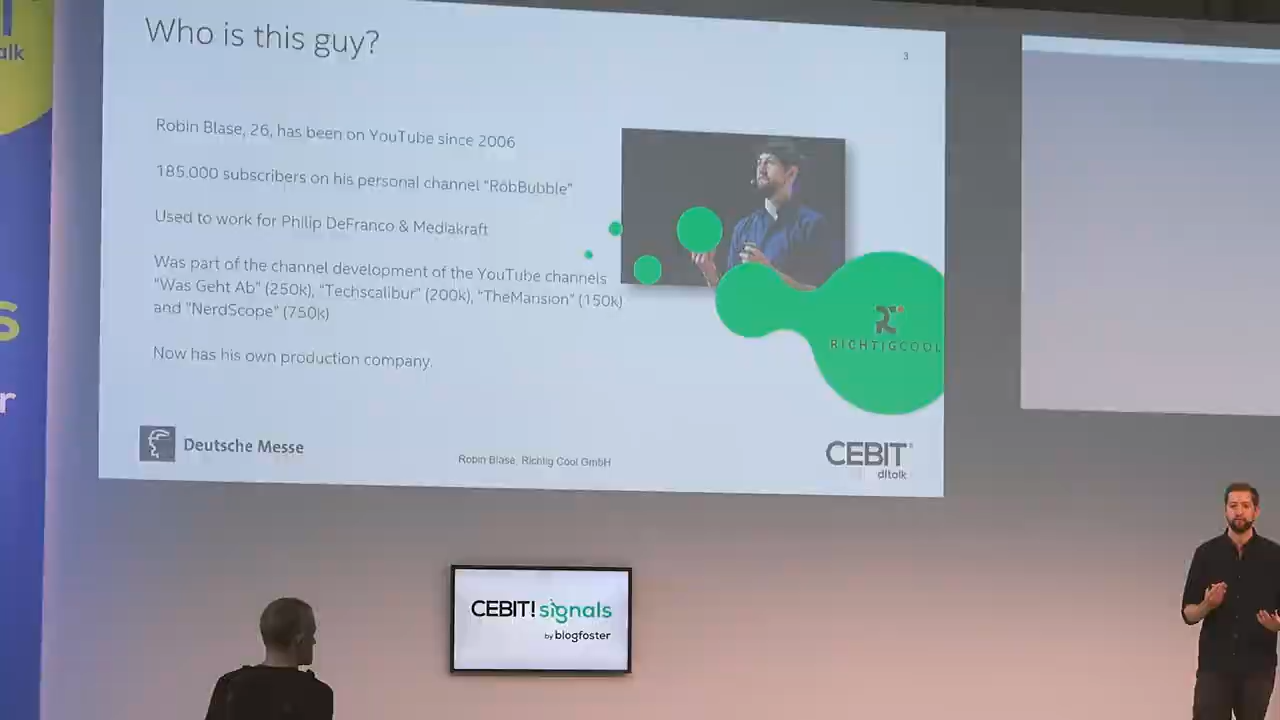 alk
s
r
Who is this guy?
3
Robin Blase, 26, has been on YouTube since 2006
185.000 subscribers on his personal channel "RobBubble"
Used to work for Philip DeFranco & Mediakraft
Was part of the channel development of the YouTube channels
"Was Geht Ab" (250k), "Techscalibur" (200k), "TheMansion" (150k)
and "NerdScope" (750k)
Now has his own production company.
RICHTIGCOOL
Deutsche Messe
Robin Blase, Richtig Cool GmbH
CEBIT®
d!talk
CEBIT! signals
by blogfoster